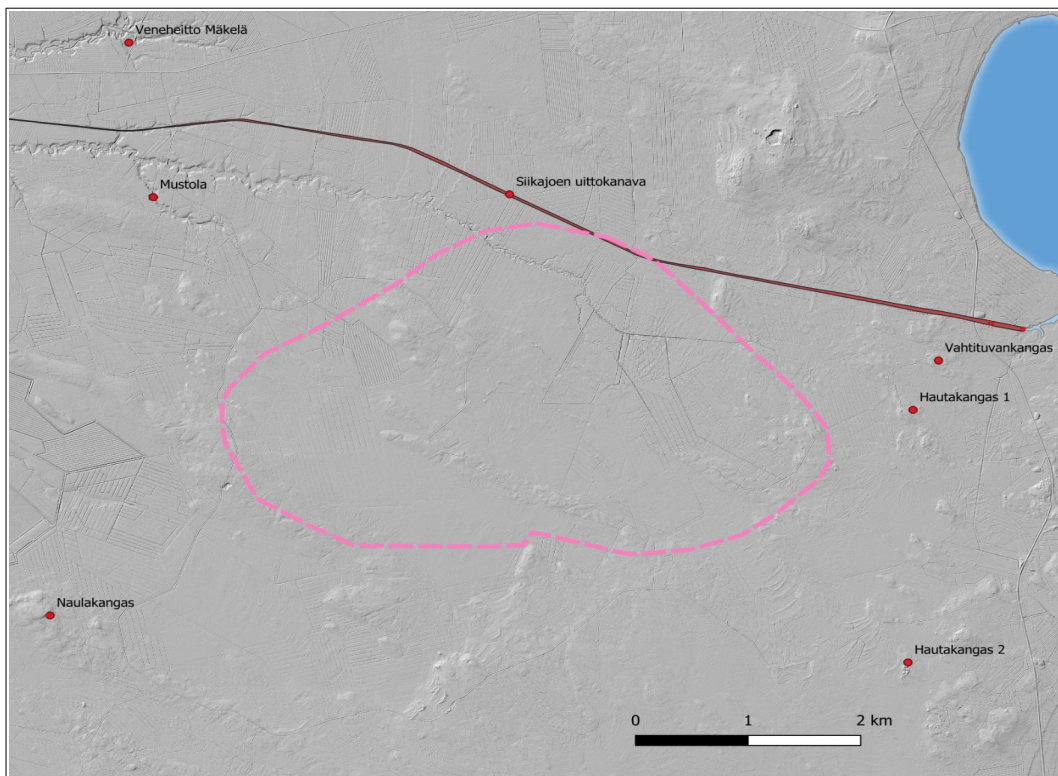 Veneheitto Mäkelä
Mustola
Siikajoen uittokanava
Vahtituvankangas
Hautakangas 1
Naulakangas
Hautakangas 2
0 1 2 km